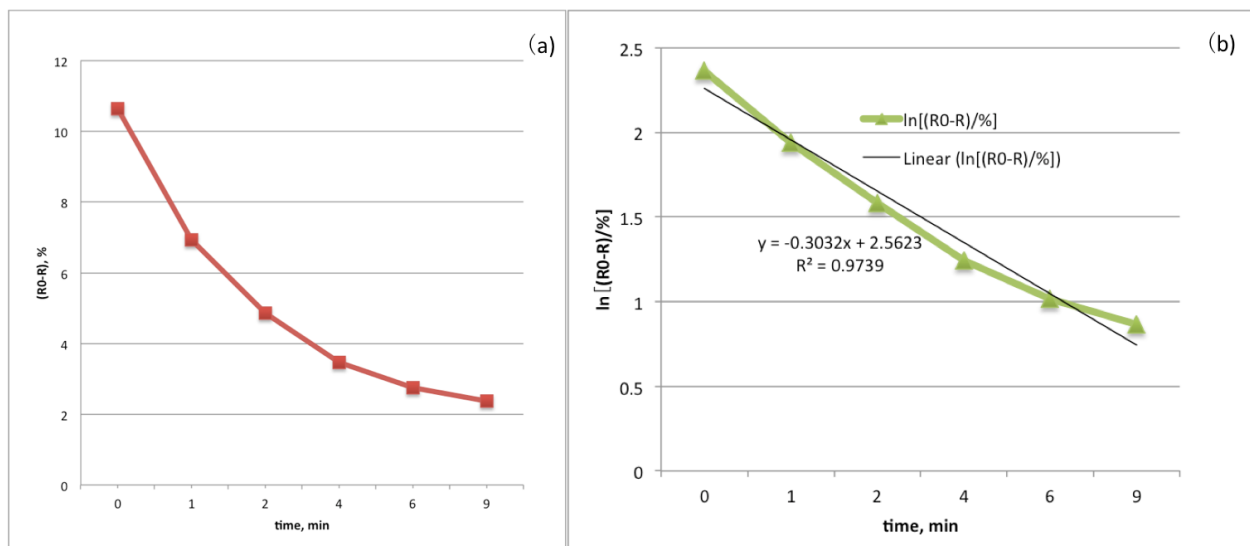 （a)
12
10
8
6
4
2
0
(R0-R), %
0 1 2 4 6 9
time, min
（b)
2.5
2
1.5
1
0.5
0
ln［(R0-R)/%]
ln[(R0-R)/%]
Linear (ln[(R0-R)/%])
y = -0.3032x + 2.5623
R² = 0.9739
0 1 2 4 6 9
time, min